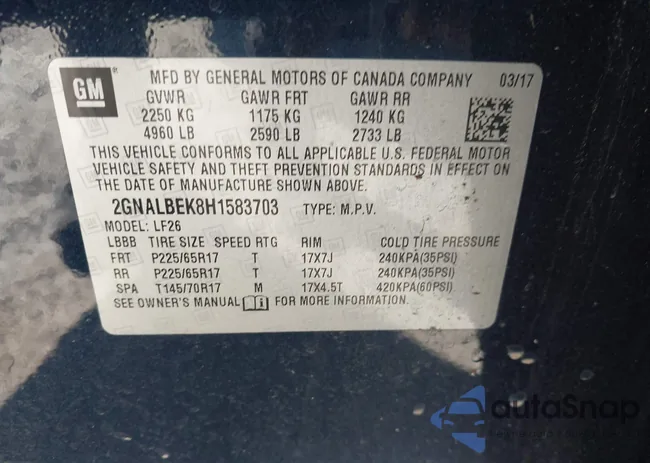 GM ® MFD BY GENERAL MOTORS OF CANADA COMPANY 03/17
GVWR GAWR FRT GAWR RR
2250 KG 1175 KG 1240 KG
4960 LB 2590 LB 2733 LB
THIS VEHICLE CONFORMS TO ALL APPLICABLE U.S. FEDERAL MOTOR
VEHICLE SAFETY AND THEFT PREVENTION STANDARDS IN EFFECT ON
THE DATE OF MANUFACTURE SHOWN ABOVE.
2GNALBEK8H1583703 TYPE: M.P.V.
MODEL: LF26
LBBB TIRE SIZE SPEED RTG RIM COLD TIRE PRESSURE
FRT P225/65R17 T 17X7J 240KPA(35PSI)
RR P225/65R17 T 17X7J 240KPA(35PSI)
SPA T145/70R17 M 17X4.5T 420KPA(60PSI)
SEE OWNER'S MANUAL i FOR MORE INFORMATION.
autoSnap